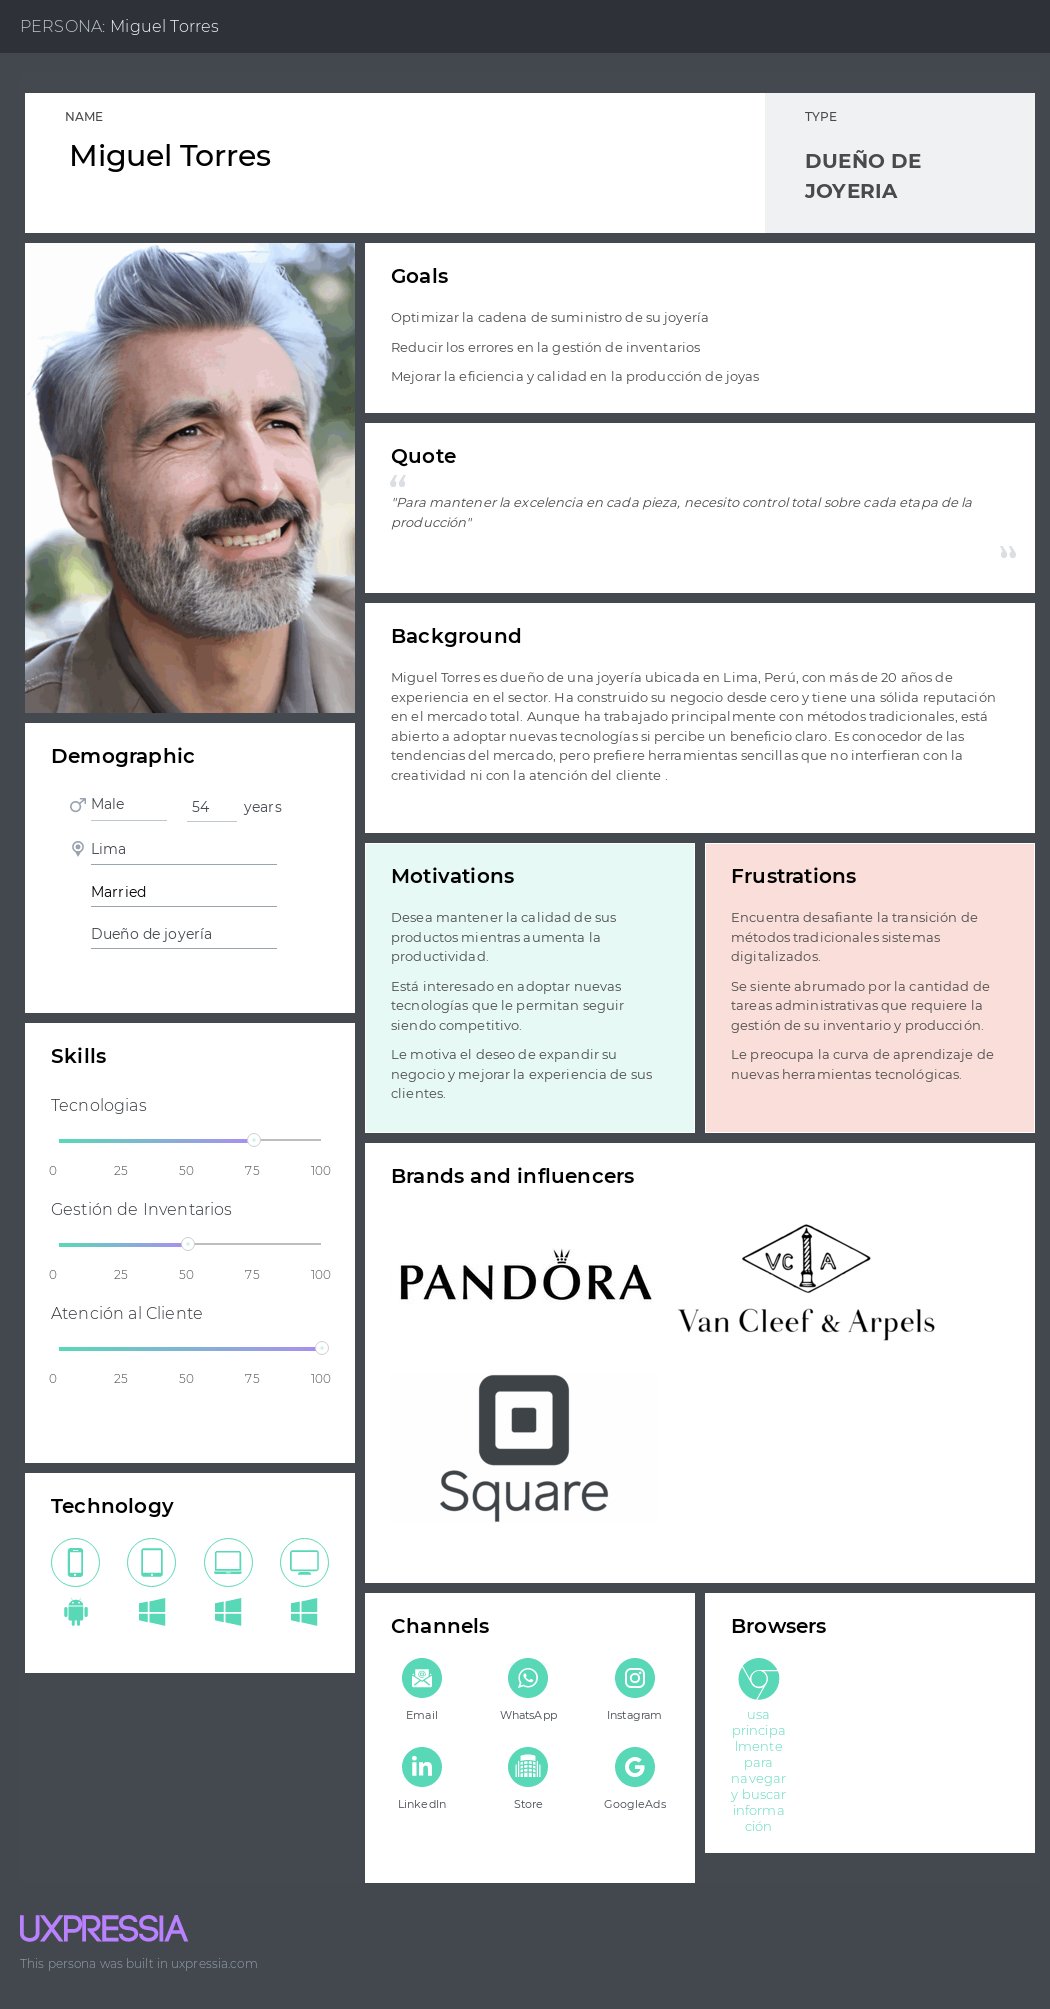 PERSONA: Miguel Torres
NAME
Miguel Torres
TYPE
DUEÑO DE
JOYERIA
Goals
Optimizar la cadena de suministro de su joyería
Reducir los errores en la gestión de inventarios
Mejorar la eficiencia y calidad en la producción de joyas
Quote
"Para mantener la excelencia en cada pieza, necesito control total sobre cada etapa de la
producción"
Background
Miguel Torres es dueño de una joyería ubicada en Lima, Perú, con más de 20 años de
experiencia en el sector. Ha construido su negocio desde cero y tiene una sólida reputación
en el mercado total. Aunque ha trabajado principalmente con métodos tradicionales, está
abierto a adoptar nuevas tecnologías si percibe un beneficio claro. Es conocedor de las
tendencias del mercado, pero prefiere herramientas sencillas que no interfieran con la
creatividad ni con la atención del cliente .
Demographic
Male
54 years
Lima
Married
Dueño de joyería
Motivations
Desea mantener la calidad de sus
productos mientras aumenta la
productividad.
Está interesado en adoptar nuevas
tecnologías que le permitan seguir
siendo competitivo.
Le motiva el deseo de expandir su
negocio y mejorar la experiencia de sus
clientes.
Frustrations
Encuentra desafiante la transición de
métodos tradicionales sistemas
digitalizados.
Se siente abrumado por la cantidad de
tareas administrativas que requiere la
gestión de su inventario y producción.
Le preocupa la curva de aprendizaje de
nuevas herramientas tecnológicas.
Skills
Tecnologias
0 25 50 75 100
Gestión de Inventarios
0 25 50 75 100
Atención al Cliente
0 25 50 75 100
Brands and influencers
PANDORA
VC A
Van Cleef & Arpels
Square
Technology
Channels
Email
WhatsApp
Instagram
LinkedIn
Store
GoogleAds
Browsers
usa
principa
lmente
para
navegar
y buscar
informa
ción
UXPRESSIA
This persona was built in uxpressia.com